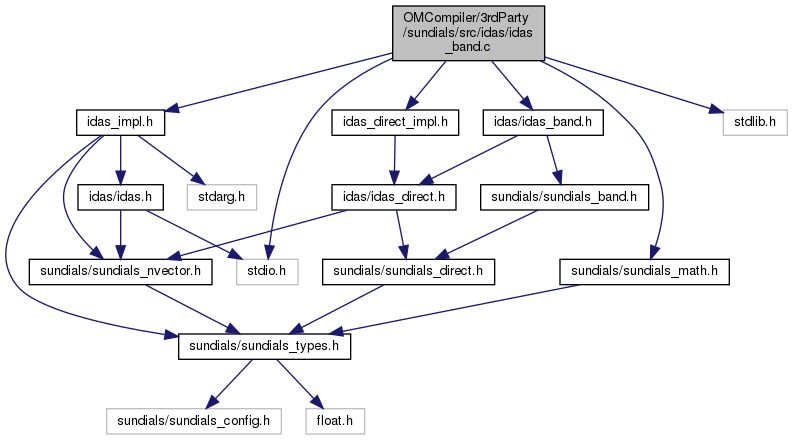 OMCompiler/3rdParty
/sundials/src/idas/idas
_band.c
idas_impl.h
idas_direct_impl.h
idas/idas_band.h
stdlib.h
idas/idas.h
stdarg.h
idas/idas_direct.h
sundials/sundials_band.h
sundials/sundials_nvector.h
stdio.h
sundials/sundials_direct.h
sundials/sundials_math.h
sundials/sundials_types.h
sundials/sundials_config.h
float.h